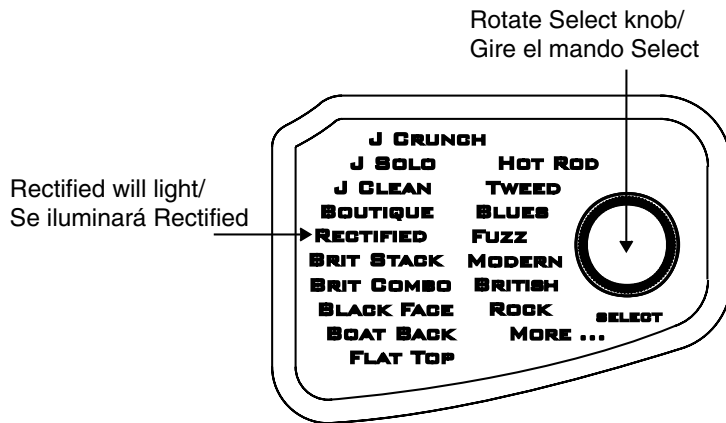 Rotate Select knob/
Gire el mando Select
Rectified will light/
Se iluminará Rectified
J CRUNCH
J SOLO
J CLEAN
BOUTIQUE
RECTIFIED
BRIT STACK
BRIT COMBO
BLACK FACE
BOAT BACK
FLAT TOP
HOT ROD
TWEED
BLUES
FUZZ
MODERN
BRITISH
ROCK
MORE ...
SELECT